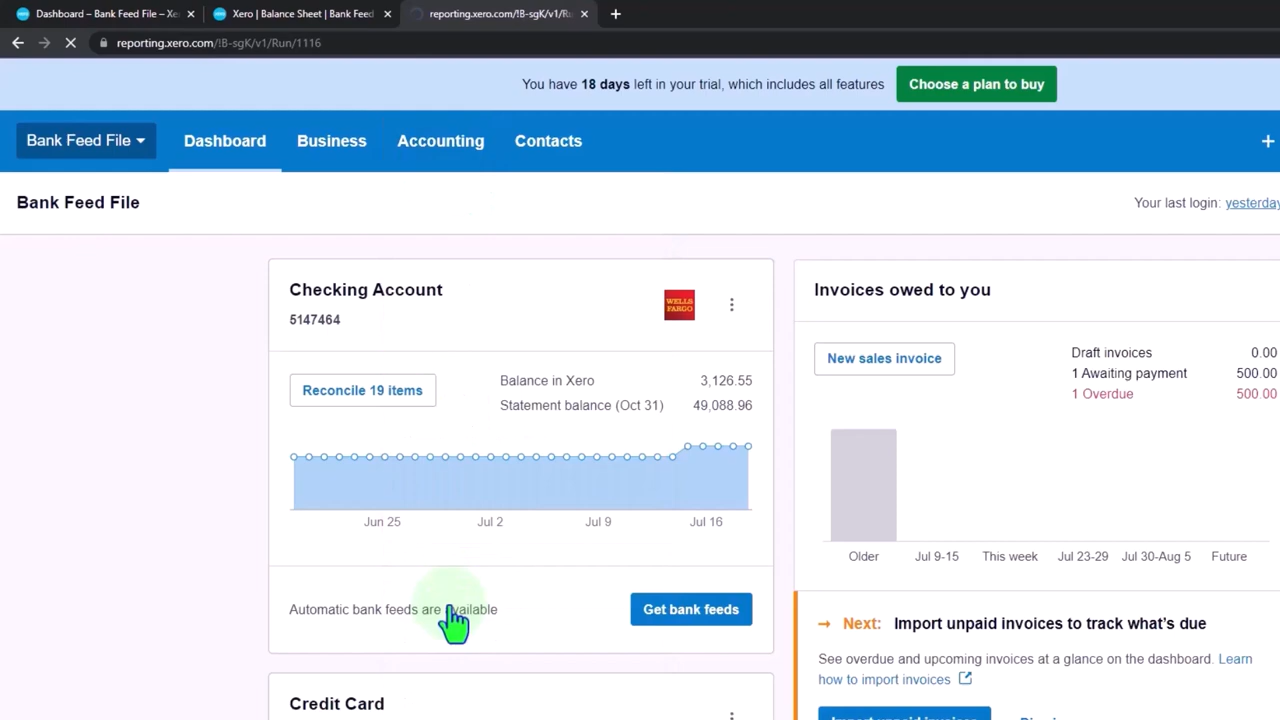 Dashboard – Bank Feed File – Xe
Xero | Balance Sheet | Bank Feed
reporting.xero.com/!B-sgK/v1/Ru
reporting.xero.com/!B-sgK/v1/Run/1116
You have 18 days left in your trial, which includes all features
Choose a plan to buy
Bank Feed File
Dashboard
Business
Accounting
Contacts
Bank Feed File
Your last login: yesterday
Checking Account
5147464
WELLS FARGO
Reconcile 19 items
Balance in Xero 3,126.55
Statement balance (Oct 31) 49,088.96
Jun 25 Jul 2 Jul 9 Jul 16
Automatic bank feeds are available
Get bank feeds
Credit Card
Invoices owed to you
New sales invoice
Draft invoices 0.00
1 Awaiting payment 500.00
1 Overdue 500.00
Older Jul 9-15 This week Jul 23-29 Jul 30-Aug 5 Future
Next: Import unpaid invoices to track what's due
See overdue and upcoming invoices at a glance on the dashboard. Learn
how to import invoices
Import unpaid invoices